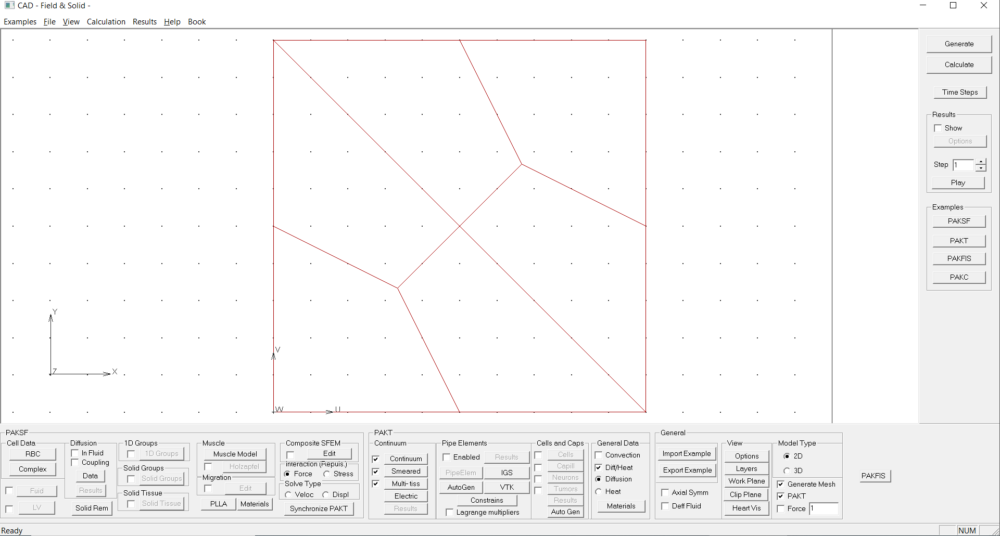 CAD - Field & Solid -
Examples File View Calculation Results Help Book
Generate
Calculate
Time Steps
Results
Show
Options
Step 1
Play
Examples
PAKSF
PAKT
PAKFIS
PAKC
Y
Z X
V
W U
PAKSF
Cell Data
RBC
Complex
Fuid
LV
Diffusion
In Fluid
Coupling
Data
Results
Solid Rem
1D Groups
1D Groups
Solid Groups
Solid Groups
Solid Tissue
Solid Tissue
Muscle
Muscle Model
Holzapfel
Migration
Edit
PLLA Materials
Composite SFEM
Edit
Interaction (Repuls.)
Force Stress
Solve Type
Veloc Displ
Synchronize PAKT
PAKT
Continuum
Continuum
Smeared
Multi- tiss
Electric
Results
Pipe Elements
Enabled Results
PipeElem IGS
AutoGen VTK
Constrains
Lagrange multipliers
Cells and Caps
Cells
Capill
Neurons
Tumors
Results
Auto Gen
General Data
Convection
Diff/Heat
Diffusion
Heat
Materials
General
Import Example
Export Example
Axial Symm
Deff Fluid
View
Options
Layers
Work Plane
Clip Plane
Heart Vis
Model Type
2D
3D
Generate Mesh
PAKT
Force 1
PAKFIS
Ready
NUM